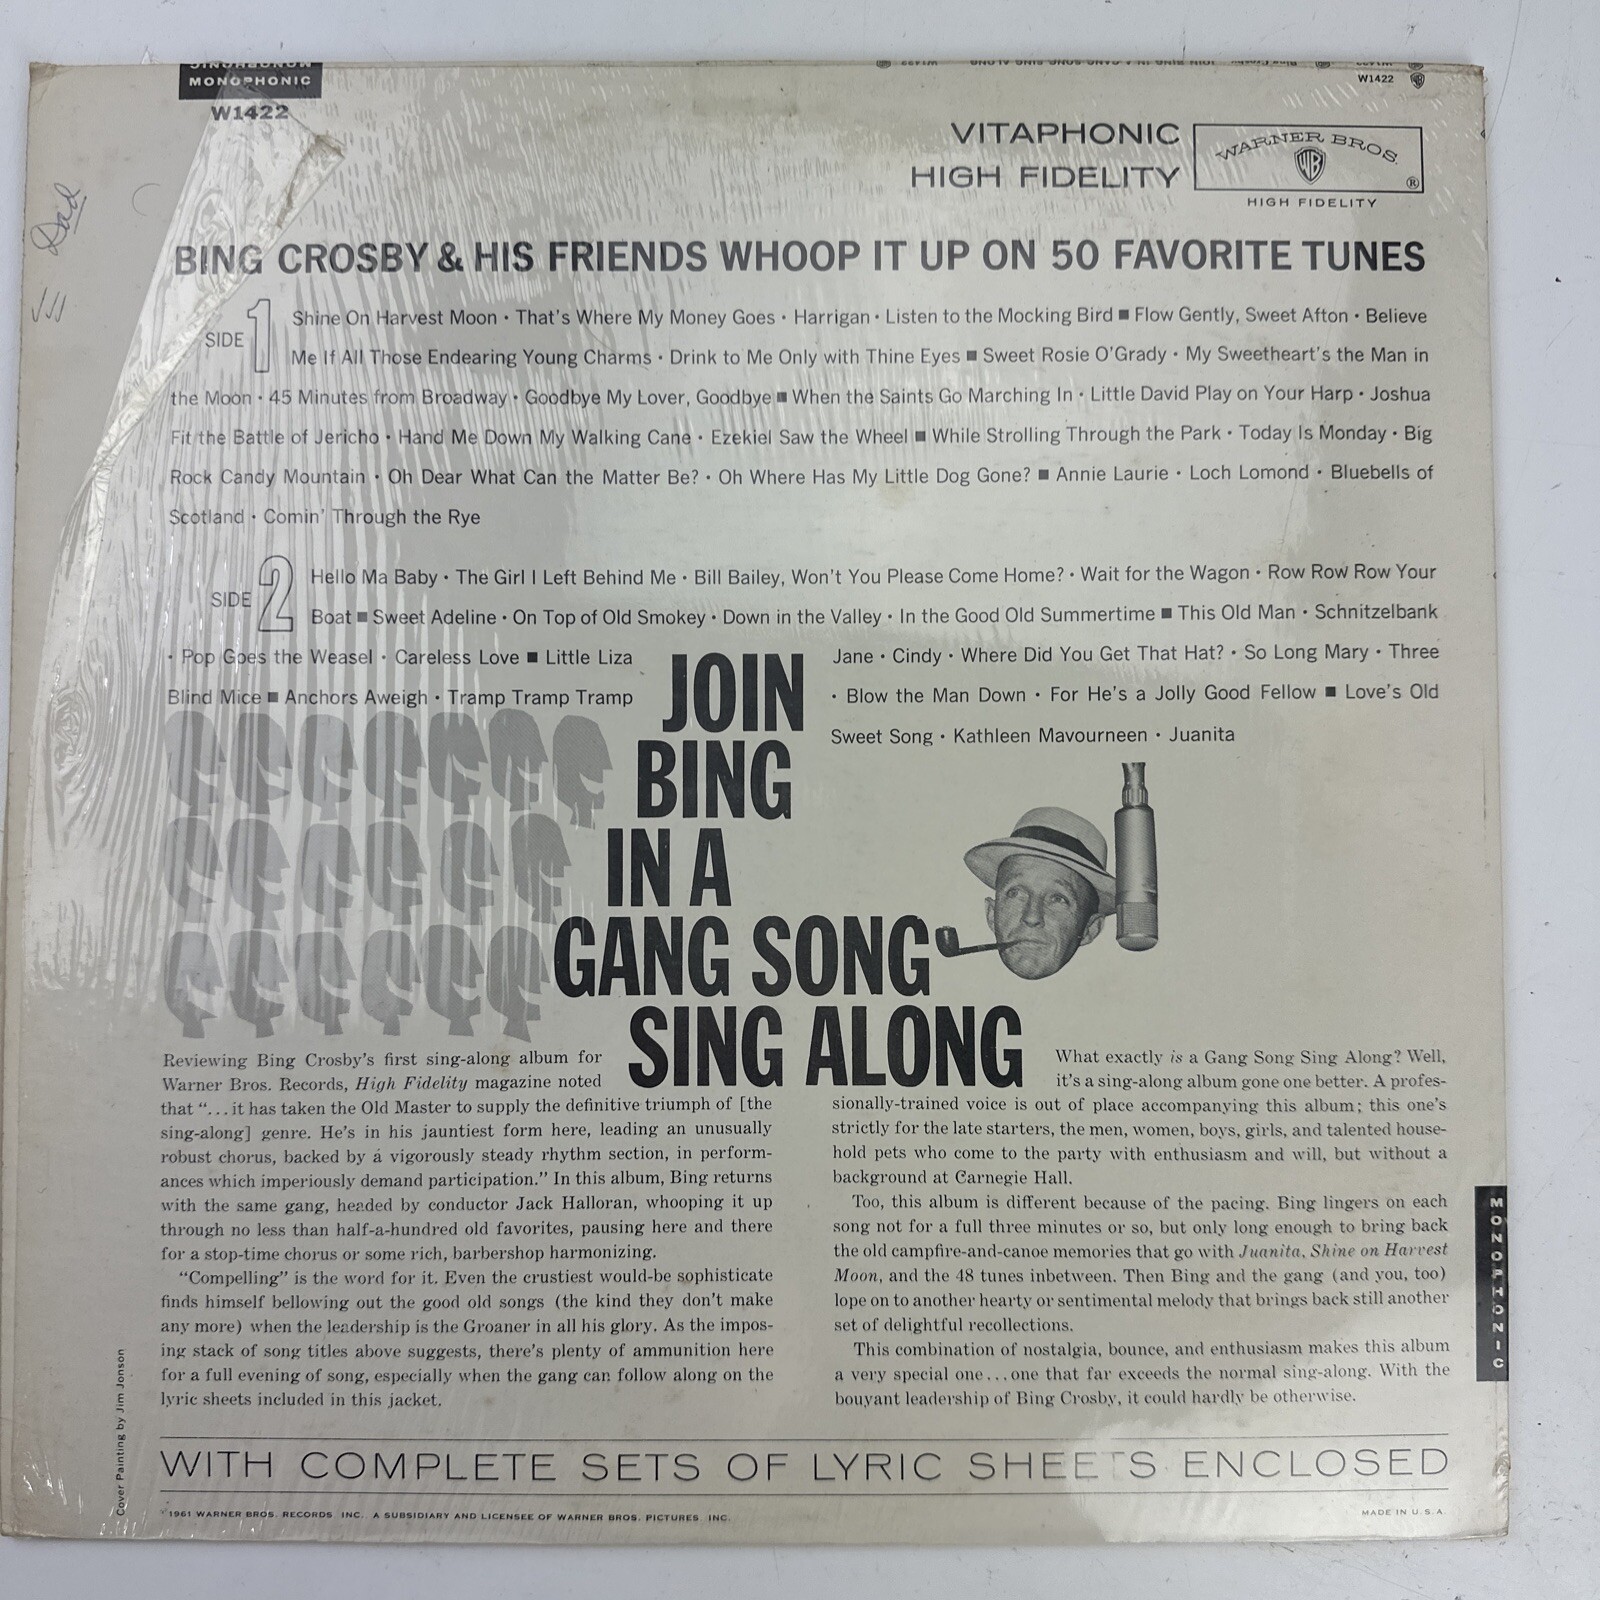 MONOPHONIC
MONOPHONIC
W1422
W1422
Dad
VITAPHONIC
HIGH FIDELITY
WARNER BROS.
WB
®
HIGH FIDELITY
BING CROSBY & HIS FRIENDS WHOOP IT UP ON 50 FAVORITE TUNES
SIDE 1
Shine On Harvest Moon · That's Where My Money Goes · Harrigan · Listen to the Mocking Bird ■ Flow Gently, Sweet Afton · Believe
Me If All Those Endearing Young Charms · Drink to Me Only with Thine Eyes ■ Sweet Rosie O'Grady · My Sweetheart's the Man in
the Moon · 45 Minutes from Broadway · Goodbye My Lover, Goodbye ■ When the Saints Go Marching In · Little David Play on Your Harp · Joshua
Fit the Battle of Jericho · Hand Me Down My Walking Cane · Ezekiel Saw the Wheel ■ While Strolling Through the Park · Today Is Monday · Big
Rock Candy Mountain · Oh Dear What Can the Matter Be? · Oh Where Has My Little Dog Gone? ■ Annie Laurie · Loch Lomond · Bluebells of
Scotland · Comin' Through the Rye
SIDE 2
Hello Ma Baby · The Girl I Left Behind Me · Bill Bailey, Won't You Please Come Home? · Wait for the Wagon · Row Row Row Your
Boat ■ Sweet Adeline · On Top of Old Smokey · Down in the Valley · In the Good Old Summertime ■ This Old Man · Schnitzelbank
· Pop Goes the Weasel · Careless Love ■ Little Liza Jane · Cindy · Where Did You Get That Hat? · So Long Mary · Three
Blind Mice ■ Anchors Aweigh · Tramp Tramp Tramp · Blow the Man Down · For He's a Jolly Good Fellow ■ Love's Old
Sweet Song · Kathleen Mavourneen · Juanita
JOIN
BING
IN A
GANG SONG
SING ALONG
Reviewing Bing Crosby's first sing-along album for
Warner Bros. Records, High Fidelity magazine noted
that "...it has taken the Old Master to supply the definitive triumph of [the
sing-along] genre. He's in his jauntiest form here, leading an unusually
robust chorus, backed by a vigorously steady rhythm section, in perform-
ances which imperiously demand participation." In this album, Bing returns
with the same gang, headed by conductor Jack Halloran, whooping it up
through no less than half-a-hundred old favorites, pausing here and there
for a stop-time chorus or some rich, barbershop harmonizing.
"Compelling" is the word for it. Even the crustiest would-be sophisticate
finds himself bellowing out the good old songs (the kind they don't make
any more) when the leadership is the Groaner in all his glory. As the impos-
ing stack of song titles above suggests, there's plenty of ammunition here
for a full evening of song, especially when the gang can follow along on the
lyric sheets included in this jacket.
What exactly is a Gang Song Sing Along? Well,
it's a sing-along album gone one better. A profes-
sionally-trained voice is out of place accompanying this album; this one's
strictly for the late starters, the men, women, boys, girls, and talented house-
hold pets who come to the party with enthusiasm and will, but without a
background at Carnegie Hall.
Too, this album is different because of the pacing. Bing lingers on each
song not for a full three minutes or so, but only long enough to bring back
the old campfire-and-canoe memories that go with Juanita, Shine on Harvest
Moon, and the 48 tunes inbetween. Then Bing and the gang (and you, too)
lope on to another hearty or sentimental melody that brings back still another
set of delightful recollections.
This combination of nostalgia, bounce, and enthusiasm makes this album
a very special one...one that far exceeds the normal sing-along. With the
bouyant leadership of Bing Crosby, it could hardly be otherwise.
MONOPHONIC
Cover Painting by Jim Jonson
WITH COMPLETE SETS OF LYRIC SHEETS ENCLOSED
1961 WARNER BROS. RECORDS INC. A SUBSIDIARY AND LICENSEE OF WARNER BROS. PICTURES INC.
MADE IN U.S.A.